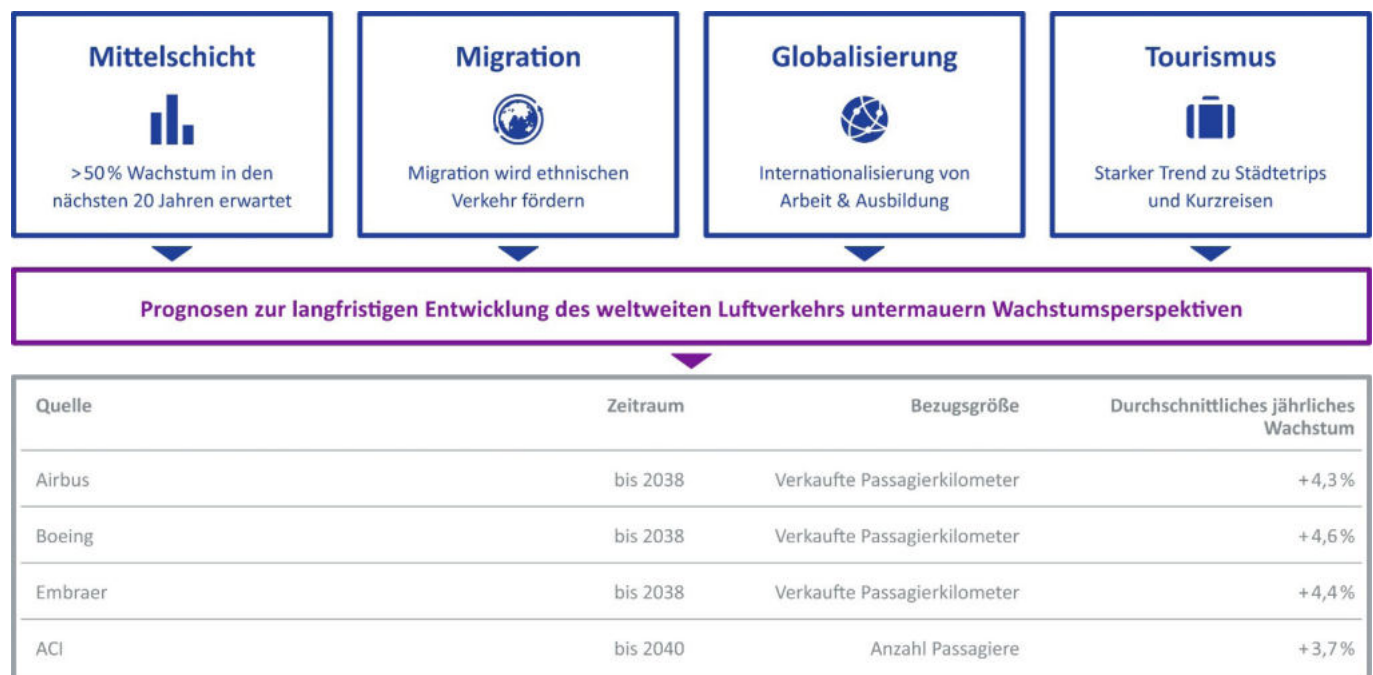 Mittelschicht
>50% Wachstum in den
nächsten 20 Jahren erwartet
Migration
Migration wird ethnischen
Verkehr fördern
Globalisierung
Internationalisierung von
Arbeit & Ausbildung
Tourismus
Starker Trend zu Städtetrips
und Kurzreisen
Prognosen zur langfristigen Entwicklung des weltweiten Luftverkehrs untermauern Wachstumsperspektiven
Quelle Zeitraum Bezugsgröße Durchschnittliches jährliches
Wachstum
Airbus bis 2038 Verkaufte Passagierkilometer +4,3%
Boeing bis 2038 Verkaufte Passagierkilometer +4,6%
Embraer bis 2038 Verkaufte Passagierkilometer +4,4%
ACI bis 2040 Anzahl Passagiere +3,7%